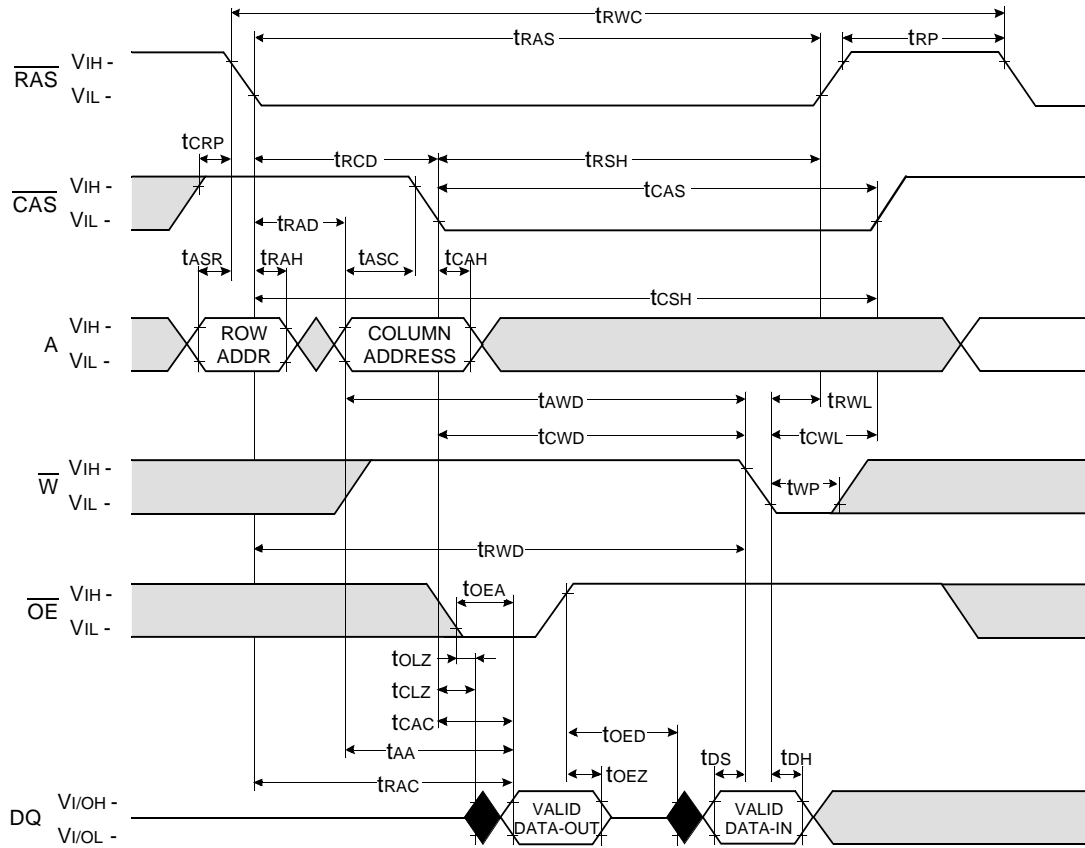 tRWC
tRAS
tRP
RAS
VIH -
VIL -
tCRP
tRCD
tRSH
CAS
VIH -
VIL -
tCAS
tRAD
tASR
tRAH
tASC
tCAH
tCSH
A
VIH -
VIL -
ROW
ADDR
COLUMN
ADDRESS
tAWD
tRWL
tCWD
tCWL
W
VIH -
VIL -
tWP
tRWD
OE
VIH -
VIL -
tOEA
tOLZ
tCLZ
tCAC
tOED
tAA
tDS
tDH
tRAC
tOEZ
DQ
VI/OH -
VI/OL -
VALID
DATA-OUT
VALID
DATA-IN